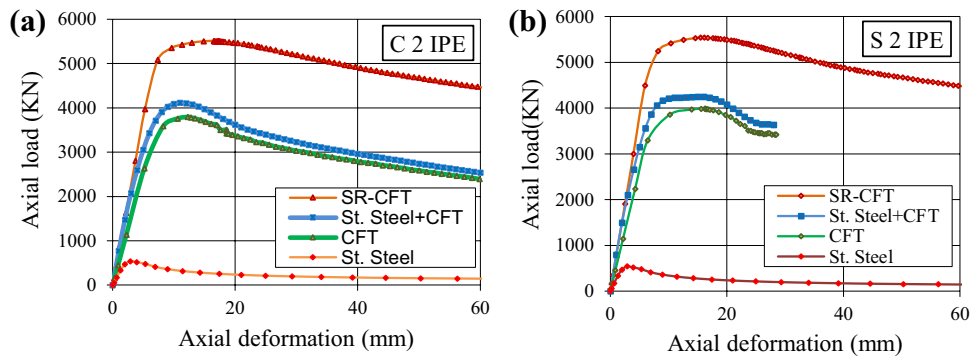 (a)
C 2 IPE
Axial load (KN)
6000
5000
4000
3000
2000
1000
0
0 20 40 60
Axial deformation (mm)
SR-CFT
St. Steel+CFT
CFT
St. Steel
(b)
S 2 IPE
Axial load(KN)
6000
5000
4000
3000
2000
1000
0
0 20 40 60
Axial deformation (mm)
SR-CFT
St. Steel+CFT
CFT
St. Steel